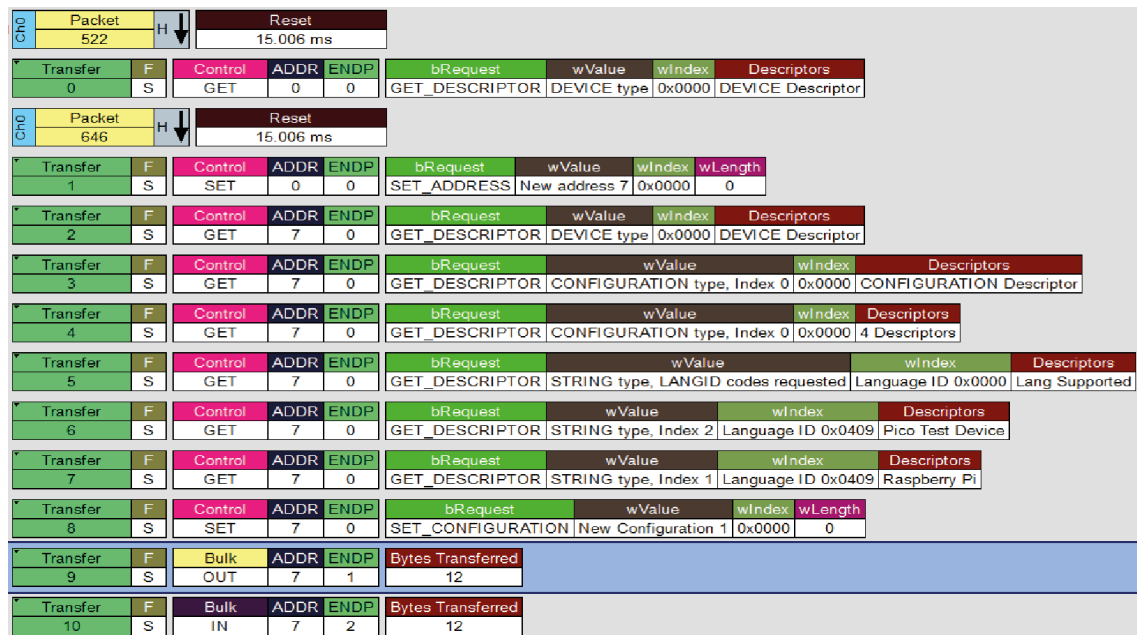 Ch0 Packet H Reset
522 15.006 ms
Transfer F Control ADDR ENDP bRequest wValue wIndex Descriptors
0 S GET 0 0 GET_DESCRIPTOR DEVICE type 0x0000 DEVICE Descriptor
Ch0 Packet H Reset
646 15.006 ms
Transfer F Control ADDR ENDP bRequest wValue wIndex wLength
1 S SET 0 0 SET_ADDRESS New address 7 0x0000 0
Transfer F Control ADDR ENDP bRequest wValue wIndex Descriptors
2 S GET 7 0 GET_DESCRIPTOR DEVICE type 0x0000 DEVICE Descriptor
Transfer F Control ADDR ENDP bRequest wValue wIndex Descriptors
3 S GET 7 0 GET_DESCRIPTOR CONFIGURATION type, Index 0 0x0000 CONFIGURATION Descriptor
Transfer F Control ADDR ENDP bRequest wValue wIndex Descriptors
4 S GET 7 0 GET_DESCRIPTOR CONFIGURATION type, Index 0 0x0000 4 Descriptors
Transfer F Control ADDR ENDP bRequest wValue wIndex Descriptors
5 S GET 7 0 GET_DESCRIPTOR STRING type, LANGID codes requested Language ID 0x0000 Lang Supported
Transfer F Control ADDR ENDP bRequest wValue wIndex Descriptors
6 S GET 7 0 GET_DESCRIPTOR STRING type, Index 2 Language ID 0x0409 Pico Test Device
Transfer F Control ADDR ENDP bRequest wValue wIndex Descriptors
7 S GET 7 0 GET_DESCRIPTOR STRING type, Index 1 Language ID 0x0409 Raspberry Pi
Transfer F Control ADDR ENDP bRequest wValue wIndex wLength
8 S SET 7 0 SET_CONFIGURATION New Configuration 1 0x0000 0
Transfer F Bulk ADDR ENDP Bytes Transferred
9 S OUT 7 1 12
Transfer F Bulk ADDR ENDP Bytes Transferred
10 S IN 7 2 12